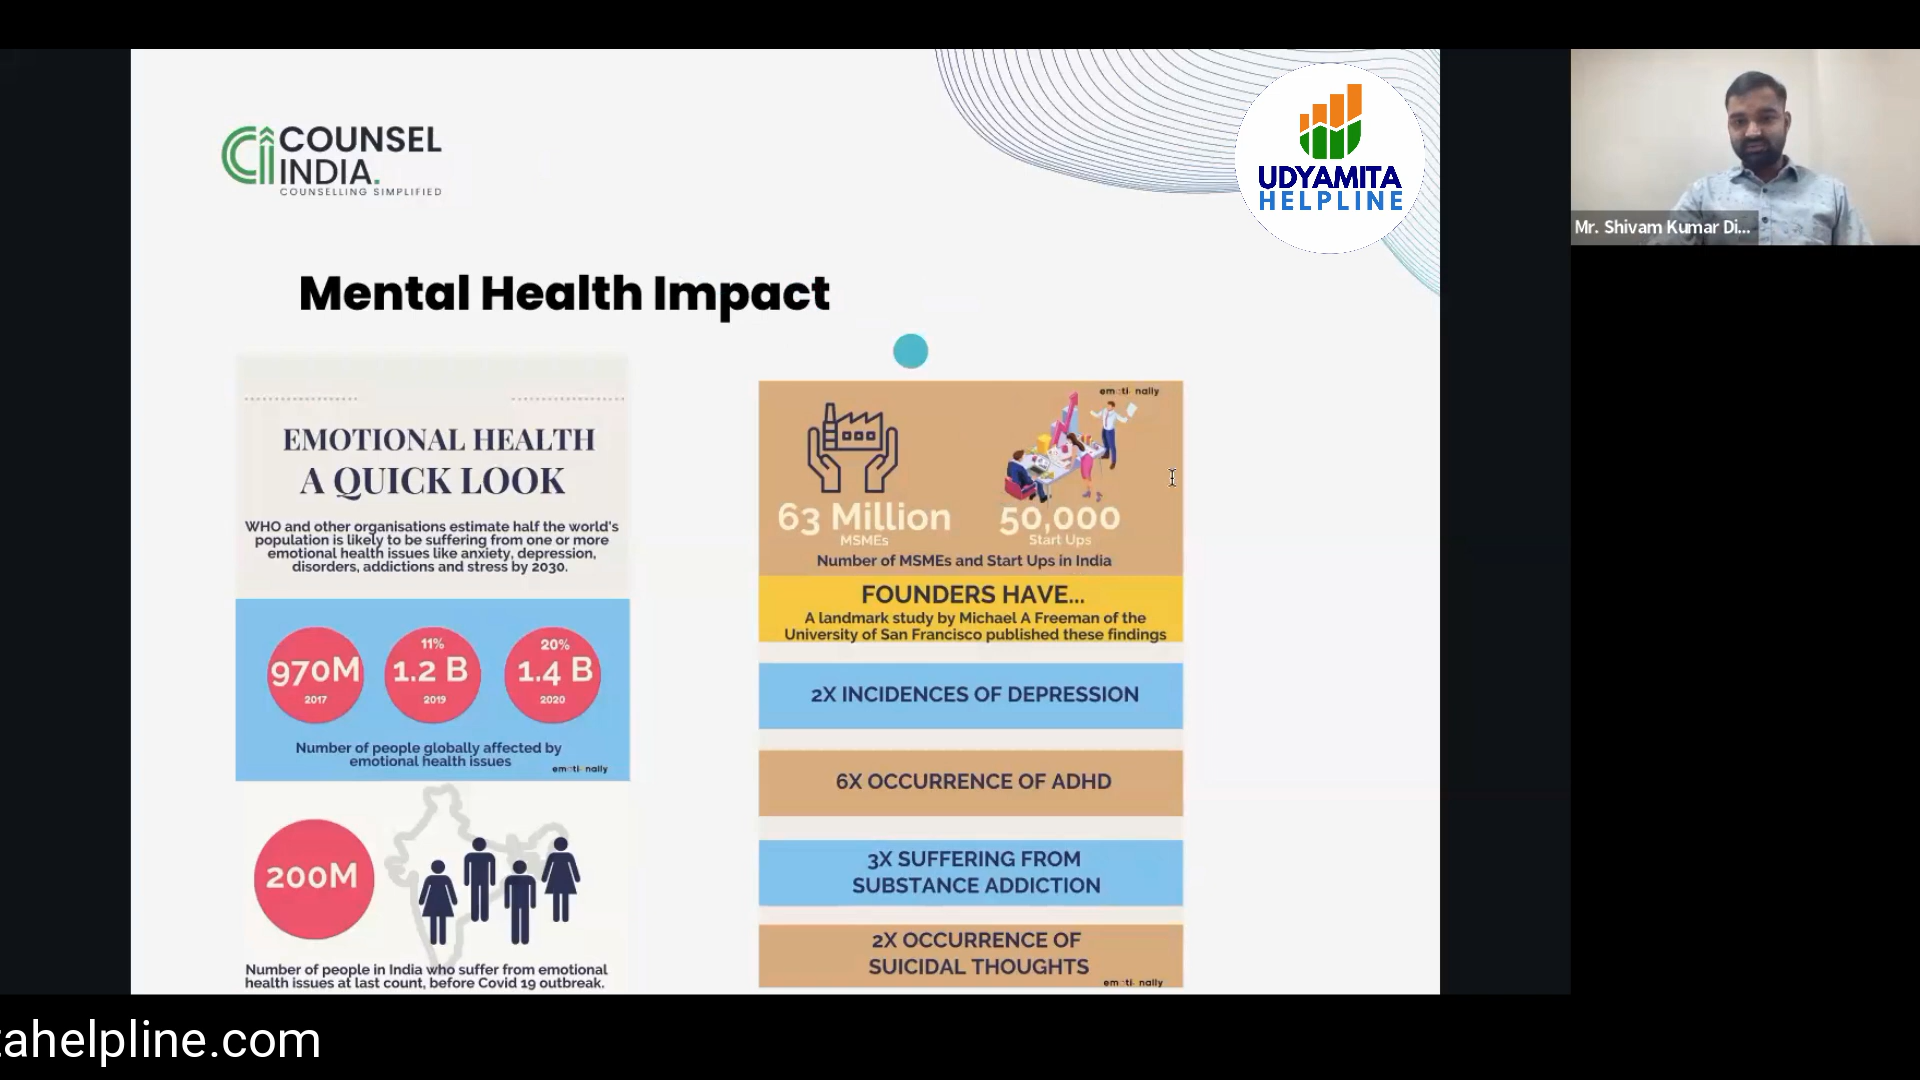 COUNSEL
INDIA.
COUNSELLING SIMPLIFIED
UDYAMITA
HELPLINE
Mr. Shivam Kumar Di...
Mental Health Impact
EMOTIONAL HEALTH
A QUICK LOOK
WHO and other organisations estimate half the world's
population is likely to be suffering from one or more
emotional health issues like anxiety, depression,
disorders, addictions and stress by 2030.
970M
2017
11%
1.2 B
2019
20%
1.4 B
2020
Number of people globally affected by
emotional health issues
emotionally
200M
Number of people in India who suffer from emotional
health issues at last count, before Covid 19 outbreak.
emotionally
63 Million
MSMEs
50,000
Start Ups
Number of MSMEs and Start Ups in India
FOUNDERS HAVE...
A landmark study by Michael A Freeman of the
University of San Francisco published these findings
2X INCIDENCES OF DEPRESSION
6X OCCURRENCE OF ADHD
3X SUFFERING FROM
SUBSTANCE ADDICTION
2X OCCURRENCE OF
SUICIDAL THOUGHTS
emotionally
tahelpline.com